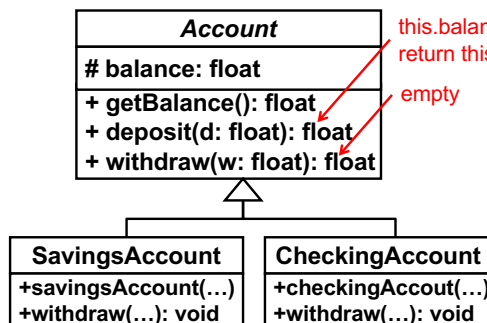 Account
# balance: float
+ getBalance(): float
+ deposit(d: float): float
+ withdraw(w: float): float
this.balan
return this
empty
SavingsAccount
+savingsAccount(…)
+withdraw(…): void
CheckingAccount
+checkingAccout(…)
+withdraw(…): void